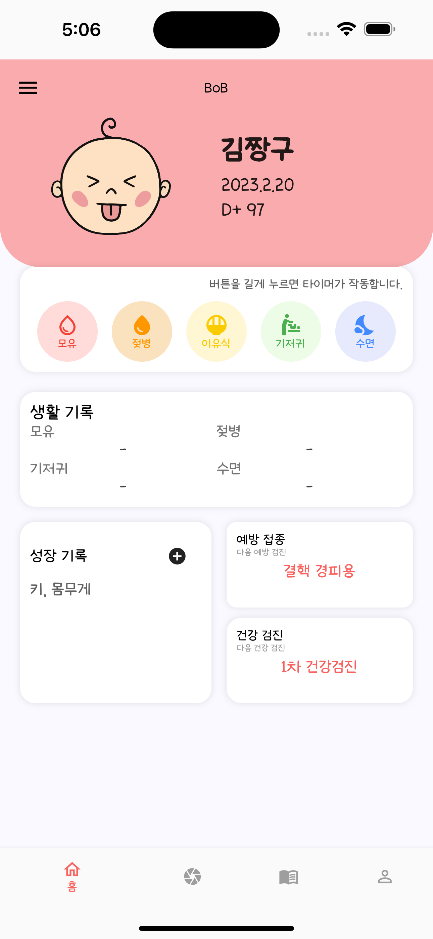 5:06
BoB
김짱구
2023.2.20
D+ 97
버튼을 길게 누르면 타이머가 작동합니다.
모유 젖병 이유식 기저귀 수면
생활 기록
모유 젖병
- -
기저귀 수면
- -
성장 기록
키, 몸무게
예방 접종
다음 예방 검진
결핵 경피용
건강 검진
다음 건강 검진
1차 건강검진
홈